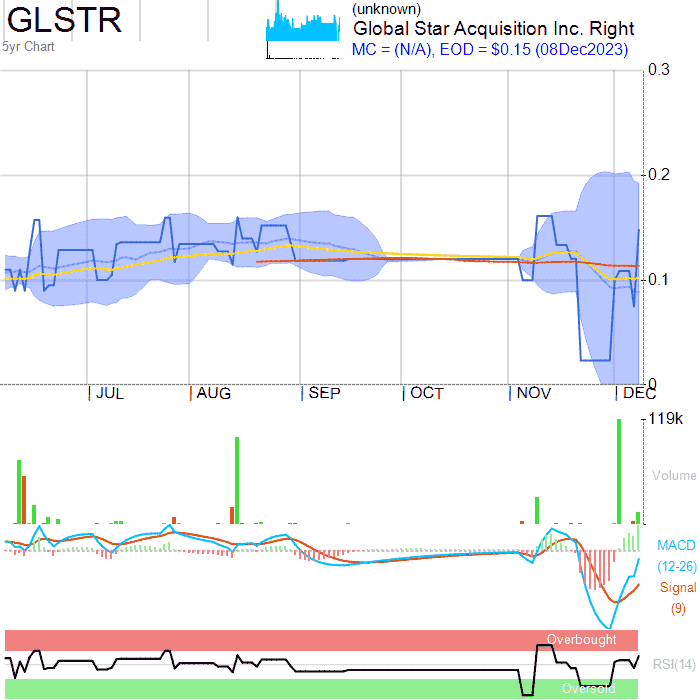 GLSTR
5yr Chart
(unknown)
Global Star Acquisition Inc. Right
MC = (N/A), EOD = $0.15 (08Dec2023)
0.3
0.2
0.1
0
JUL AUG SEP OCT NOV DEC
119k
Volume
MACD
(12-26)
Signal
(9)
Overbought
RSI(14)
Oversold